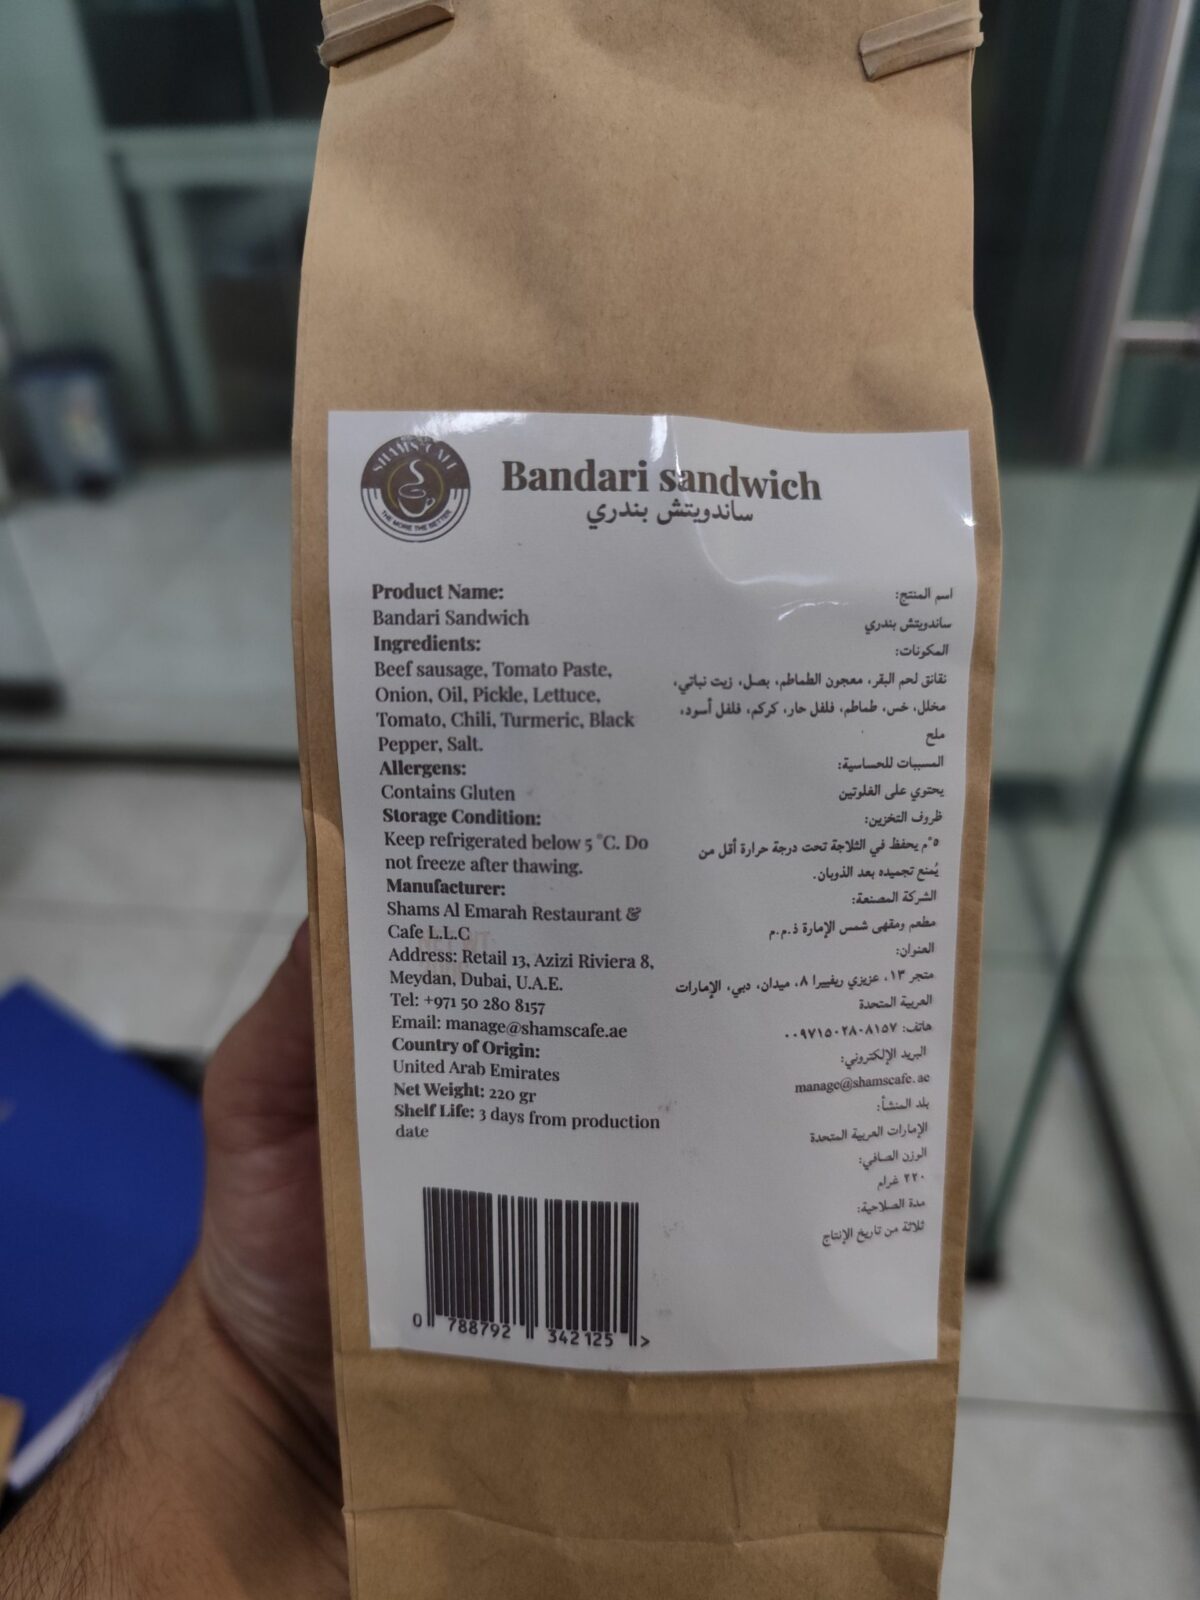 SHAMS CAFE
THE MORE THE BETTER
Bandari sandwich
ساندويتش بندري
Product Name:
Bandari Sandwich
Ingredients:
Beef sausage, Tomato Paste,
Onion, Oil, Pickle, Lettuce,
Tomato, Chili, Turmeric, Black
Pepper, Salt.
Allergens:
Contains Gluten
Storage Condition:
Keep refrigerated below 5 °C. Do
not freeze after thawing.
Manufacturer:
Shams Al Emarah Restaurant &
Cafe L.L.C
Address: Retail 13, Azizi Riviera 8,
Meydan, Dubai, U.A.E.
Tel: +971 50 280 8157
Email: manage@shamscafe.ae
Country of Origin:
United Arab Emirates
Net Weight: 220 gr
Shelf Life: 3 days from production
date
اسم المنتج:
ساندويتش بندري
المكونات:
نقانق لحم البقر، معجون الطماطم، بصل، زيت نباتي،
مخلل، خس، طماطم، فلفل حار، كركم، فلفل أسود،
ملح
المسببات للحساسية:
يحتوي على الغلوتين
ظروف التخزين:
٥°م يحفظ في الثلاجة تحت درجة حرارة أقل من
يُمنع تجميده بعد الذوبان.
الشركة المصنعة:
مطعم ومقهى شمس الإمارة ذ.م.م
العنوان:
متجر ١٣، عزيزي ريفييرا ٨، ميدان، دبي، الإمارات
العربية المتحدة
هاتف: ٠٠٩٧١٥٠٢٨٠٨١٥٧
البريد الإلكتروني:
manage@shamscafe.ae
بلد المنشأ:
الإمارات العربية المتحدة
الوزن الصافي:
٢٢٠ غرام
مدة الصلاحية:
ثلاثة من تاريخ الإنتاج
0 788792 342125 >